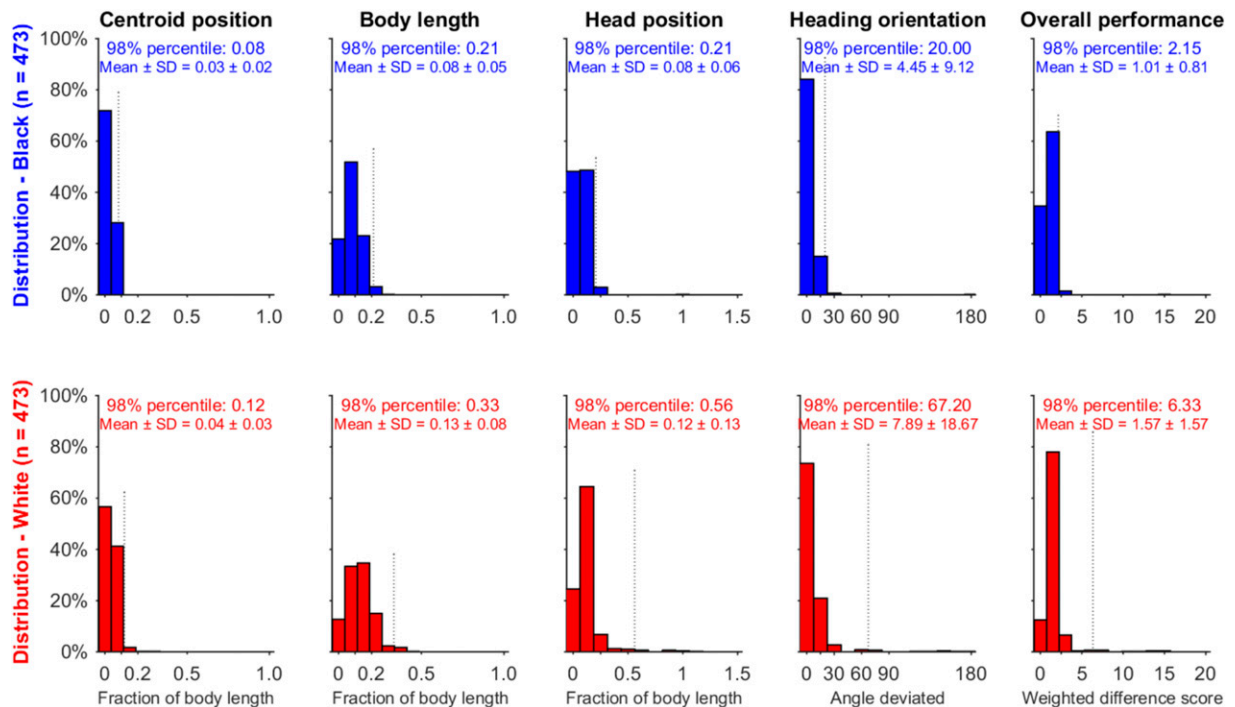 Centroid position
Body length
Head position
Heading orientation
Overall performance
Distribution - Black (n = 473)
100%
80%
60%
40%
20%
0%
98% percentile: 0.08
Mean ± SD = 0.03 ± 0.02
98% percentile: 0.21
Mean ± SD = 0.08 ± 0.05
98% percentile: 0.21
Mean ± SD = 0.08 ± 0.06
98% percentile: 20.00
Mean ± SD = 4.45 ± 9.12
98% percentile: 2.15
Mean ± SD = 1.01 ± 0.81
0 0.2 0.5 1.0
0 0.2 0.5 1.0
0 0.5 1 1.5
0 30 60 90 180
0 5 10 15 20
Distribution - White (n = 473)
100%
80%
60%
40%
20%
0%
98% percentile: 0.12
Mean ± SD = 0.04 ± 0.03
98% percentile: 0.33
Mean ± SD = 0.13 ± 0.08
98% percentile: 0.56
Mean ± SD = 0.12 ± 0.13
98% percentile: 67.20
Mean ± SD = 7.89 ± 18.67
98% percentile: 6.33
Mean ± SD = 1.57 ± 1.57
0 0.2 0.5 1.0
0 0.2 0.5 1.0
0 0.5 1 1.5
0 30 60 90 180
0 5 10 15 20
Fraction of body length
Fraction of body length
Fraction of body length
Angle deviated
Weighted difference score